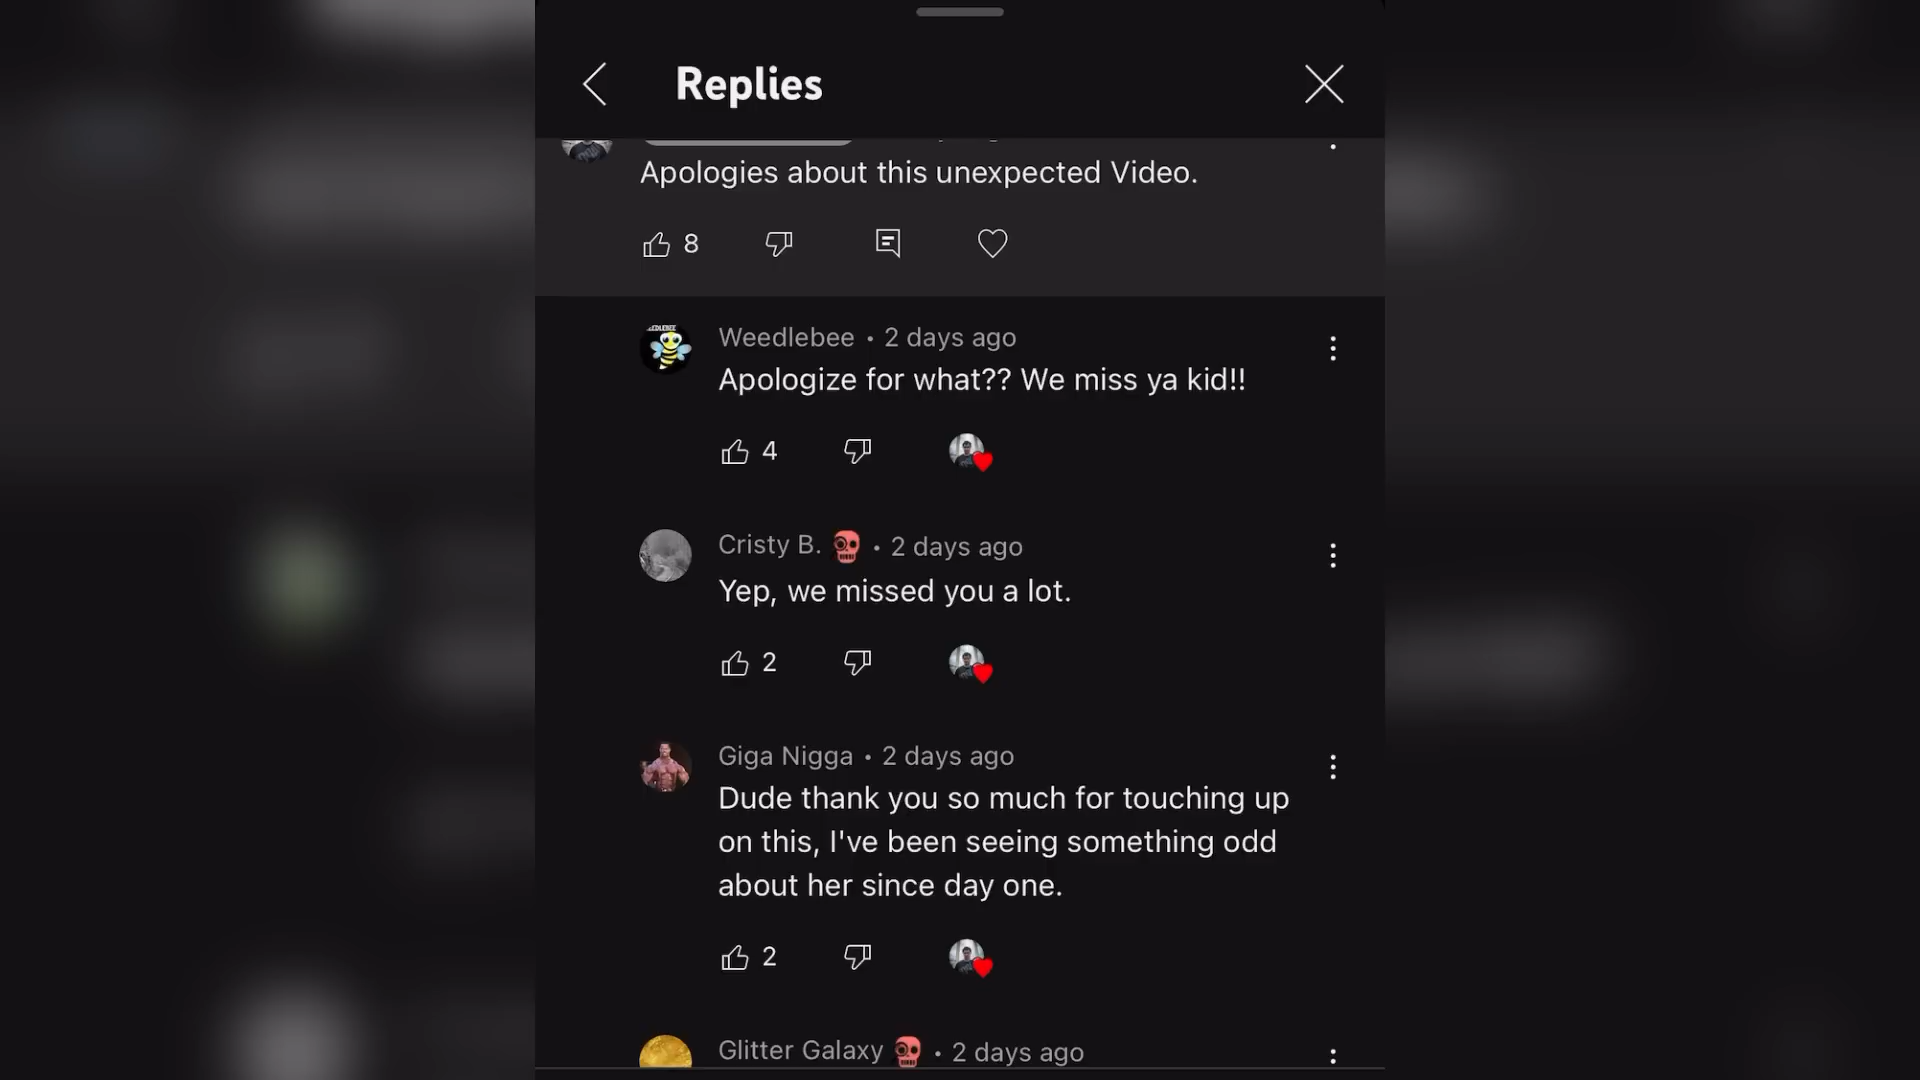 Replies
Apologies about this unexpected Video.
8
Weedlebee • 2 days ago
Apologize for what?? We miss ya kid!!
4
Cristy B. • 2 days ago
Yep, we missed you a lot.
2
Giga Nigga • 2 days ago
Dude thank you so much for touching up
on this, I've been seeing something odd
about her since day one.
2
Glitter Galaxy • 2 days ago